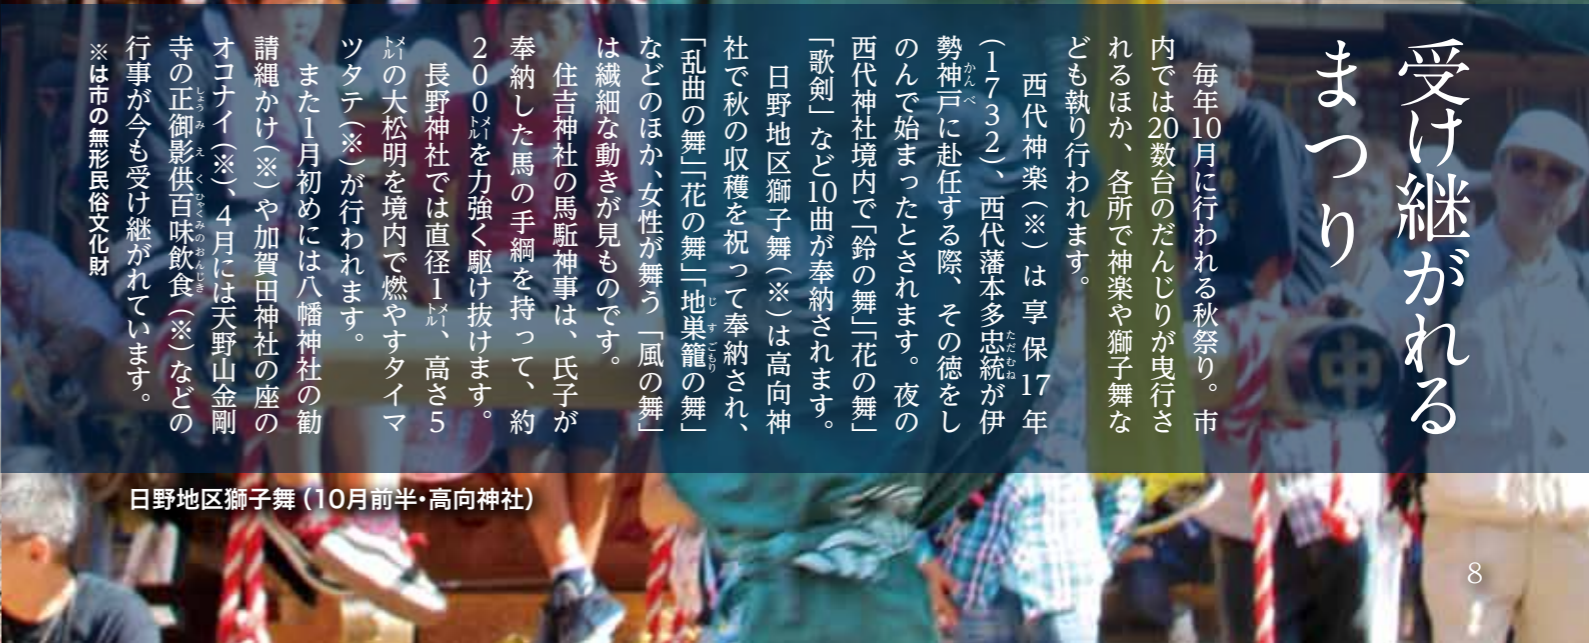 受け継がれる
まつり
毎年10月に行われる秋祭り。市
内では20数台のだんじりが曳行さ
れるほか、各所で神楽や獅子舞な
ども執り行われます。
西代神楽(※)は享保17年
(1732)、西代藩本多忠統が伊
勢神戸に赴任する際、その徳をし
のんで始まったとされます。夜の
西代神社境内で「鈴の舞」「花の舞」
「歌剣」など10曲が奉納されます。
日野地区獅子舞(※)は高向神
社で秋の収穫を祝って奉納され、
「乱曲の舞」「花の舞」「地巣籠の舞」
などのほか、女性が舞う「風の舞」
は繊細な動きが見ものです。
住吉神社の馬駈神事は、氏子が
奉納した馬の手綱を持って、約
200メートルを力強く駆け抜けます。
長野神社では直径1メートル、高さ5
メートルの大松明を境内で燃やすタイマ
ツタテ(※)が行われます。
また1月初めには八幡神社の勧
請縄かけ(※)や加賀田神社の座の
オコナイ(※)、4月には天野山金剛
寺の正御影供百味飲食(※)などの
行事が今も受け継がれています。
※は市の無形民俗文化財
日野地区獅子舞(10月前半・高向神社)
中
8